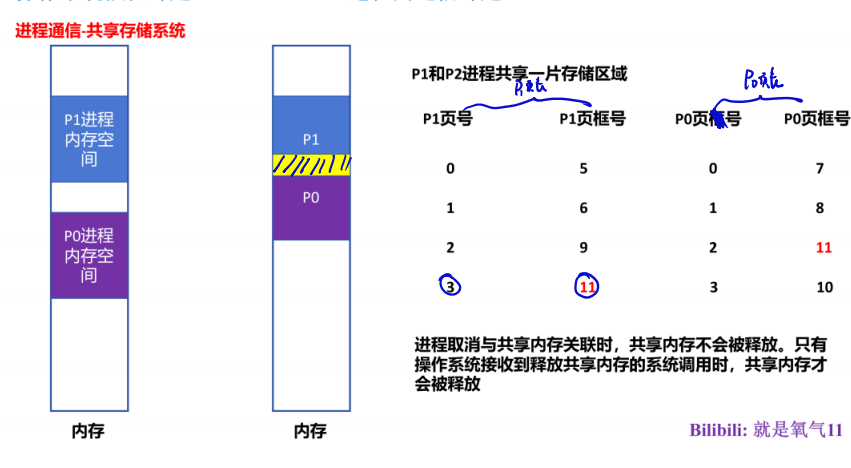 进程通信-共享存储系统
P1进程
内存空
间
P0进程
内存空
间
内存
P1
P0
内存
P1和P2进程共享一片存储区域
P1页表
P0页表
P1页号 P1页框号 P0页号 P0页框号
0 5 0 7
1 6 1 8
2 9 2 11
3 11 3 10
进程取消与共享内存关联时，共享内存不会被释放。只有
操作系统接收到释放共享内存的系统调用时，共享内存才
会被释放
Bilibili: 就是氧气11